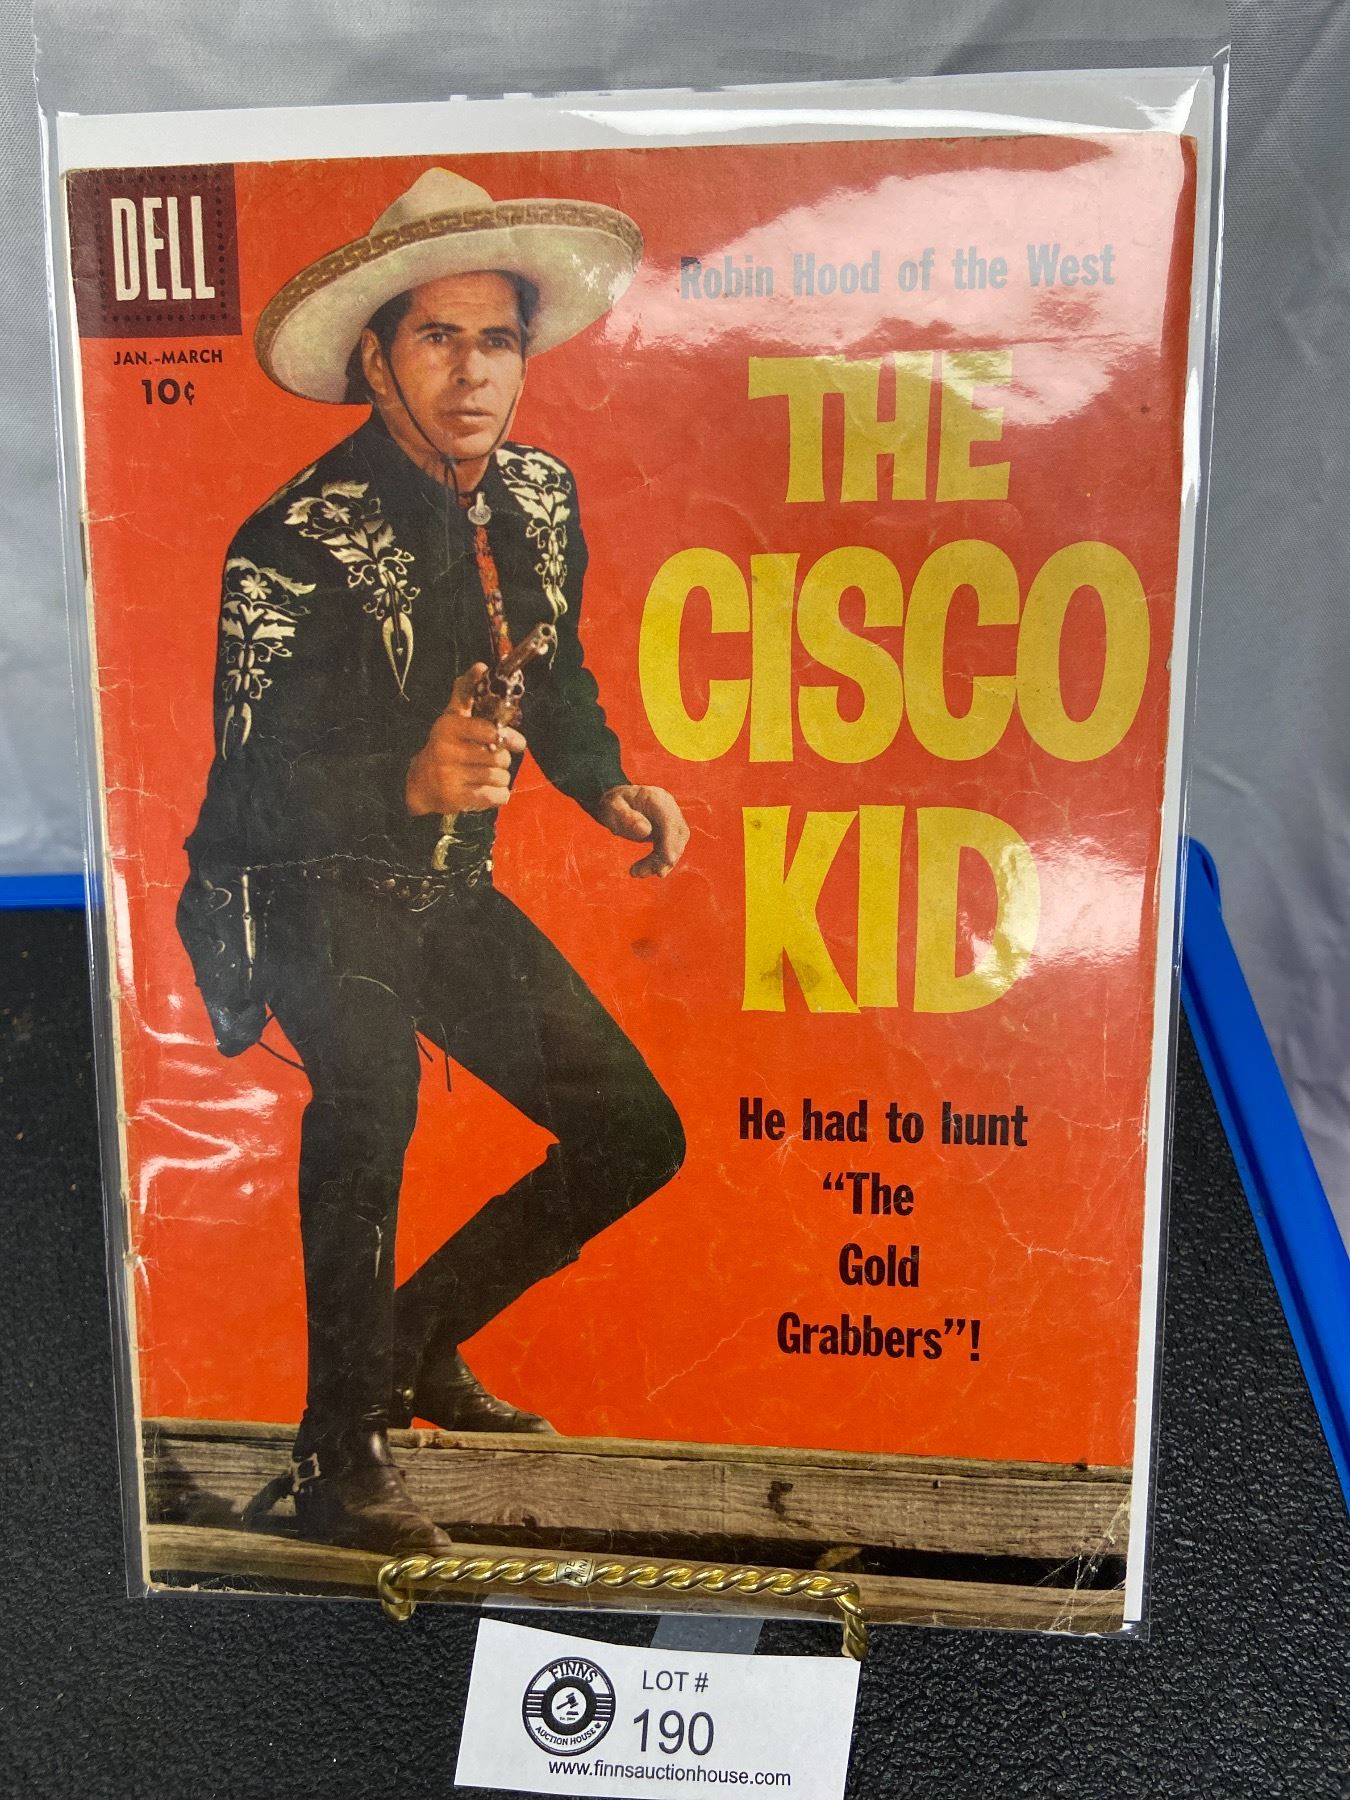 DELL
JAN.-MARCH
10¢
Robin Hood of the West
THE
CISCO
KID
He had to hunt
“The
Gold
Grabbers”!
FINNS
AUCTION HOUSE
LOT #
190
www.finnsauctionhouse.com